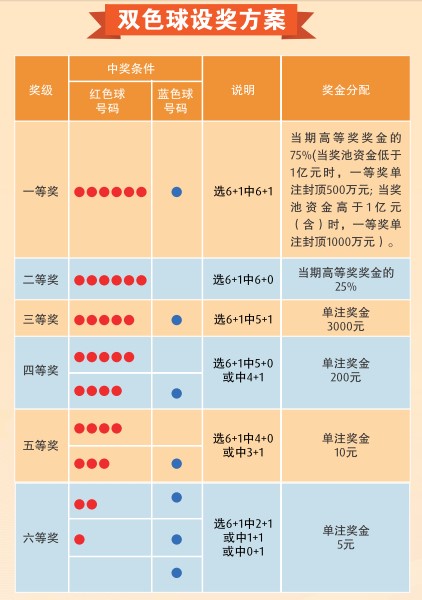 双色球设奖方案
奖级
中奖条件
红色球
号码
蓝色球
号码
说明
奖金分配
一等奖
选6+1中6+1
当期高等奖奖金的
75%(当奖池资金低于
1亿元时，一等奖单
注封顶500万元; 当奖
池资金高于1亿元
（含）时，一等奖单
注封顶1000万元）。
二等奖
选6+1中6+0
当期高等奖奖金的
25%
三等奖
选6+1中5+1
单注奖金
3000元
四等奖
选6+1中5+0
或中4+1
单注奖金
200元
五等奖
选6+1中4+0
或中3+1
单注奖金
10元
六等奖
选6+1中2+1
或中1+1
或中0+1
单注奖金
5元